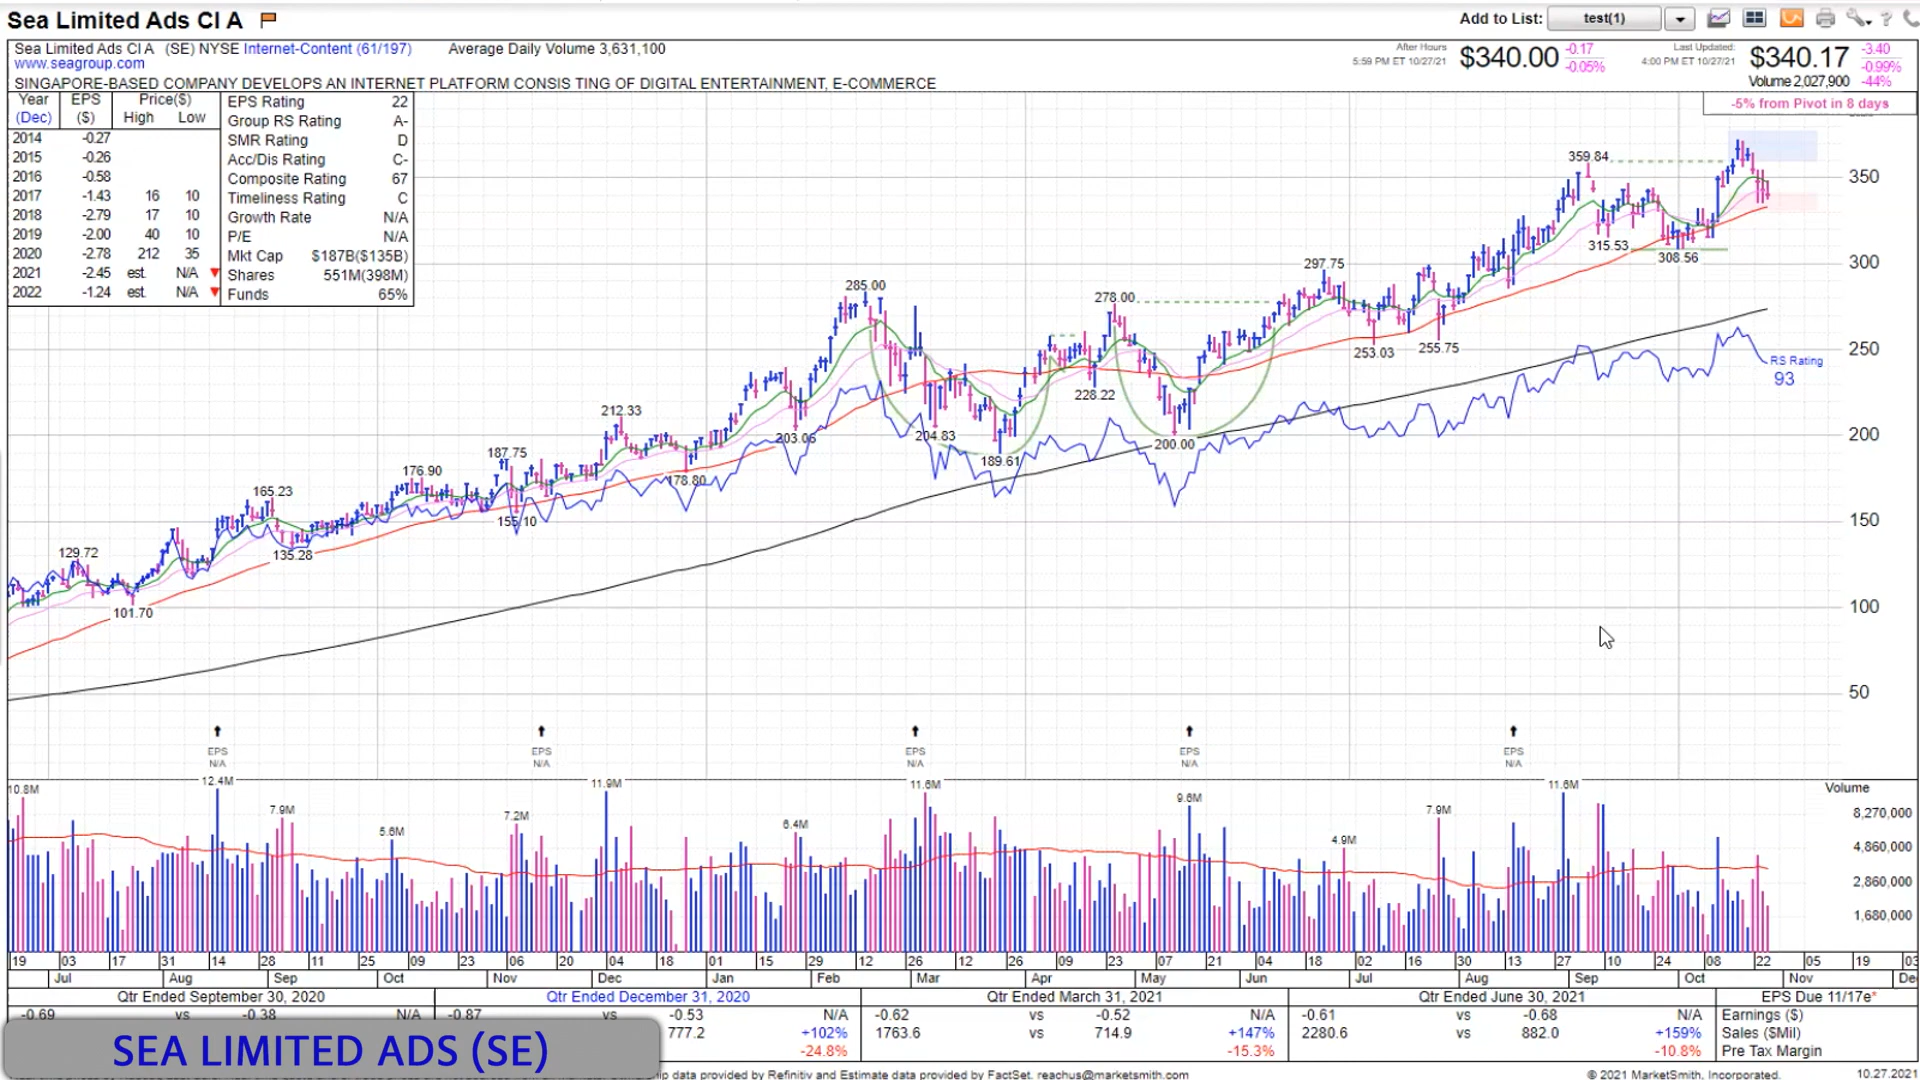 Sea Limited Ads Cl A
Add to List: test(1)
Sea Limited Ads Cl A (SE) NYSE Internet-Content (61/197) Average Daily Volume 3,631,100
www.seagroup.com
After Hours
5:59 PM ET 10/27/21
$340.00 -0.17
-0.05%
Last Updated:
4:00 PM ET 10/27/21
$340.17 -3.40
-0.99%
Volume 2,027,900 -44%
SINGAPORE-BASED COMPANY DEVELOPS AN INTERNET PLATFORM CONSIS TING OF DIGITAL ENTERTAINMENT, E-COMMERCE
-5% from Pivot in 8 days
Year EPS Price($)
(Dec) ($) High Low
2014 -0.27
2015 -0.26
2016 -0.58
2017 -1.43 16 10
2018 -2.79 17 10
2019 -2.00 40 10
2020 -2.78 212 35
2021 -2.45 est. N/A
2022 -1.24 est. N/A
EPS Rating 22
Group RS Rating A-
SMR Rating D
Acc/Dis Rating C-
Composite Rating 67
Timeliness Rating C
Growth Rate N/A
P/E N/A
Mkt Cap $187B($135B)
Shares 551M(398M)
Funds 65%
359.84
350
315.53
308.56
300
297.75
285.00
278.00
253.03
255.75
250
RS Rating
93
228.22
212.33
203.06
204.83
200.00
200
189.61
187.75
178.80
176.90
165.23
155.10
150
135.28
129.72
101.70
100
50
EPS
N/A
EPS
N/A
EPS
N/A
EPS
N/A
EPS
N/A
10.8M
12.4M
7.9M
5.6M
7.2M
11.9M
6.4M
11.6M
9.6M
4.9M
7.9M
11.6M
Volume
8,270,000
4,860,000
2,860,000
1,680,000
19 03 17 31 14 28 11 25 09 23 06 20 04 18 01 15 29 12 26 12 26 09 23 07 21 04 18 02 16 30 13 27 10 24 08 22 05 19 03
Jul Aug Sep Oct Nov Dec Jan Feb Mar Apr May Jun Jul Aug Sep Oct Nov
Qtr Ended September 30, 2020 Qtr Ended December 31, 2020 Qtr Ended March 31, 2021 Qtr Ended June 30, 2021 EPS Due 11/17e*
-0.69 vs -0.38 N/A -0.87 vs -0.53 N/A -0.62 vs -0.52 N/A -0.61 vs -0.68 N/A Earnings ($)
777.2 +102% 1763.6 vs 714.9 +147% 2280.6 vs 882.0 +159% Sales ($Mil)
-24.8% -15.3% -10.8% Pre Tax Margin
SEA LIMITED ADS (SE)
data provided by Refinitiv and Estimate data provided by FactSet. reachus@marketsmith.com
© 2021 MarketSmith, Incorporated. 10.27.2021